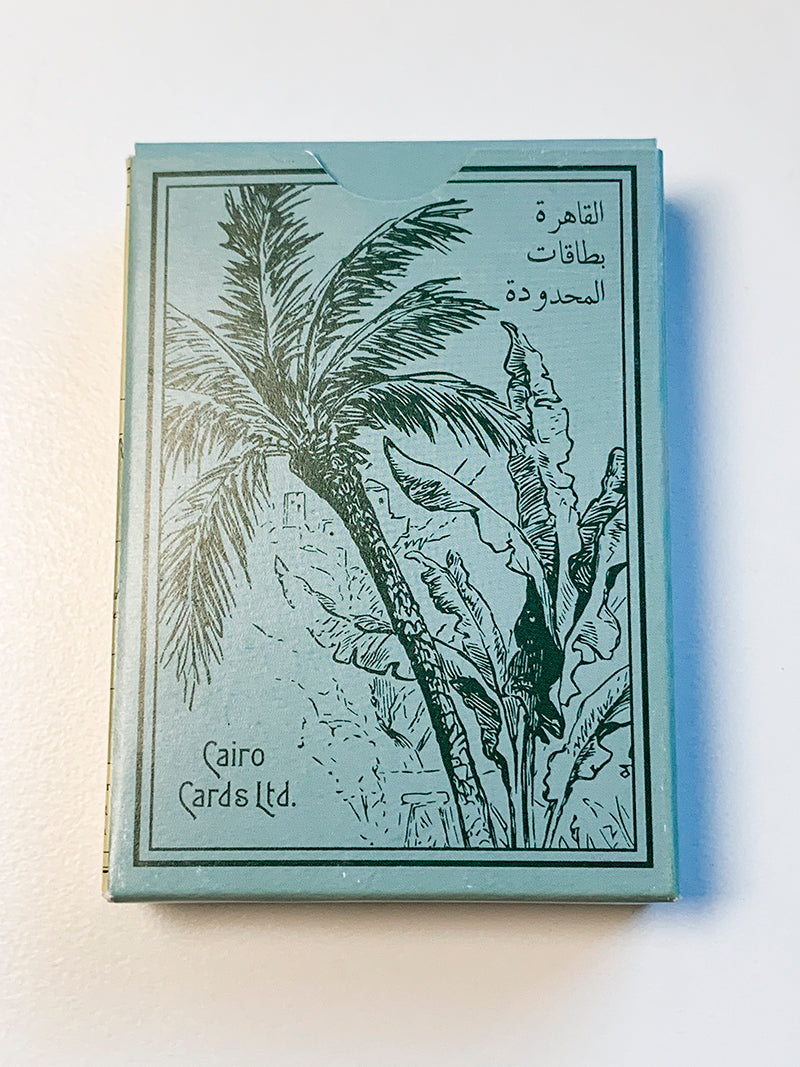 القاهرة
بطاقات
المحدودة
Cairo
Cards Ltd.